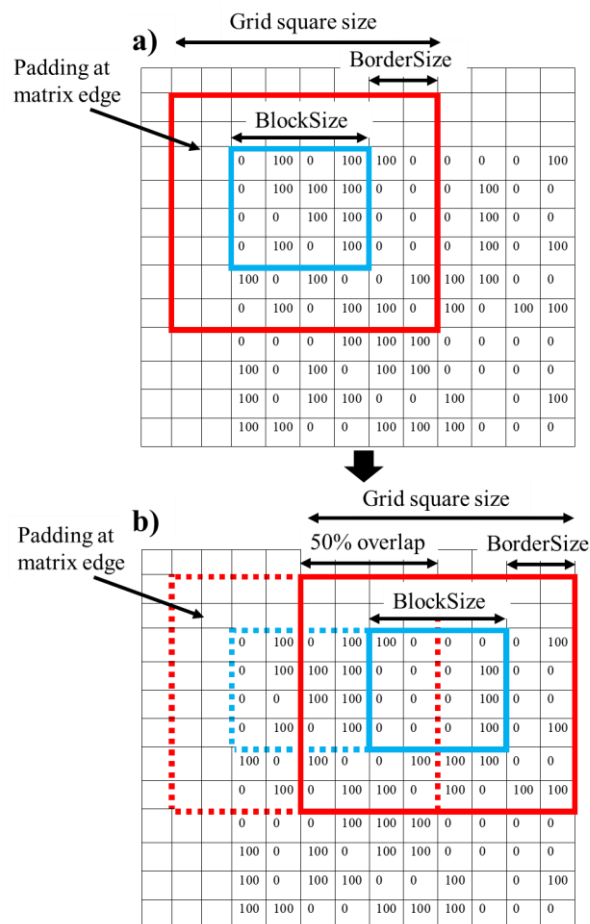 Grid square size
a)
BorderSize
Padding at
matrix edge
BlockSize
0 100 0 100 100 0 0 0 0 100
0 100 100 100 0 0 0 100 0 0
0 0 100 100 0 0 0 100 0 0
0 100 0 100 0 0 0 100 0 100
100 0 100 0 0 100 100 100 0 0
0 100 0 100 100 0 100 0 100 100
0 0 0 100 100 100 0 0 0 0
100 0 100 0 100 100 0 0 0 0
100 0 100 100 0 0 100 0 100
100 100 0 0 100 100 100 0 0 0
Grid square size
b)
Padding at
matrix edge
50% overlap
BorderSize
BlockSize
0 100 0 100 100 0 0 0 0 100
0 100 100 100 0 0 0 100 0 0
0 0 100 100 0 0 0 100 0 0
0 100 0 100 0 0 0 100 0 100
100 0 100 0 0 100 100 100 0 0
0 100 0 100 100 0 100 0 100 100
0 0 0 100 100 100 0 0 0 0
100 0 100 0 100 100 0 0 0 0
100 0 100 100 0 0 100 0 100
100 100 0 0 100 100 100 0 0 0